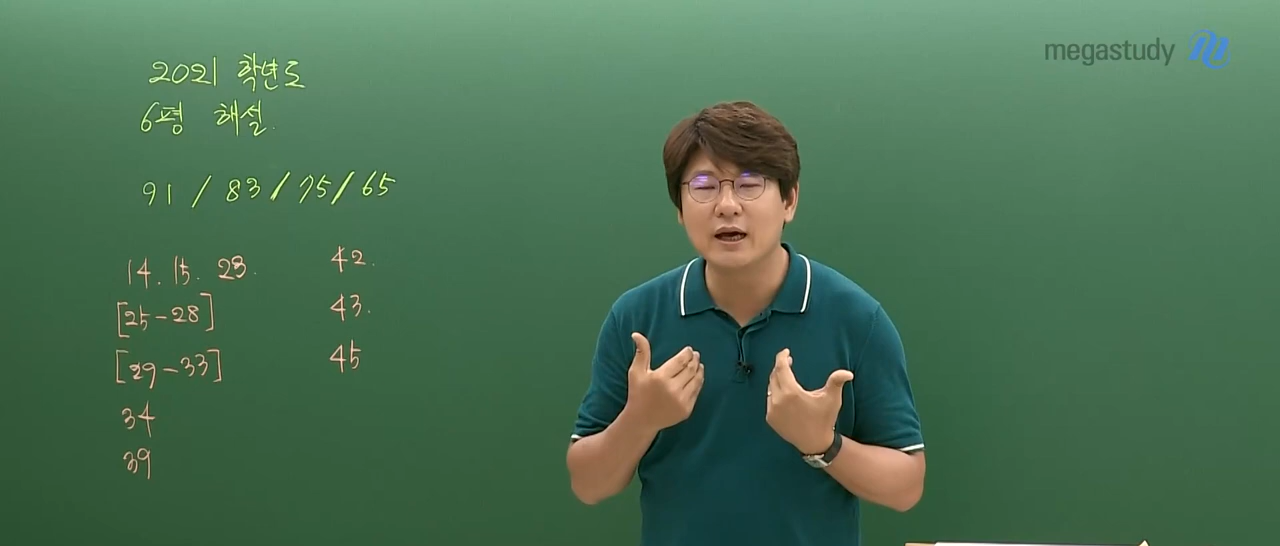 megastudy
2021 학년도
6평 해설.
91 / 83 / 75 / 65
14. 15. 23.
[25-28]
[29-33]
34
39
42.
43.
45